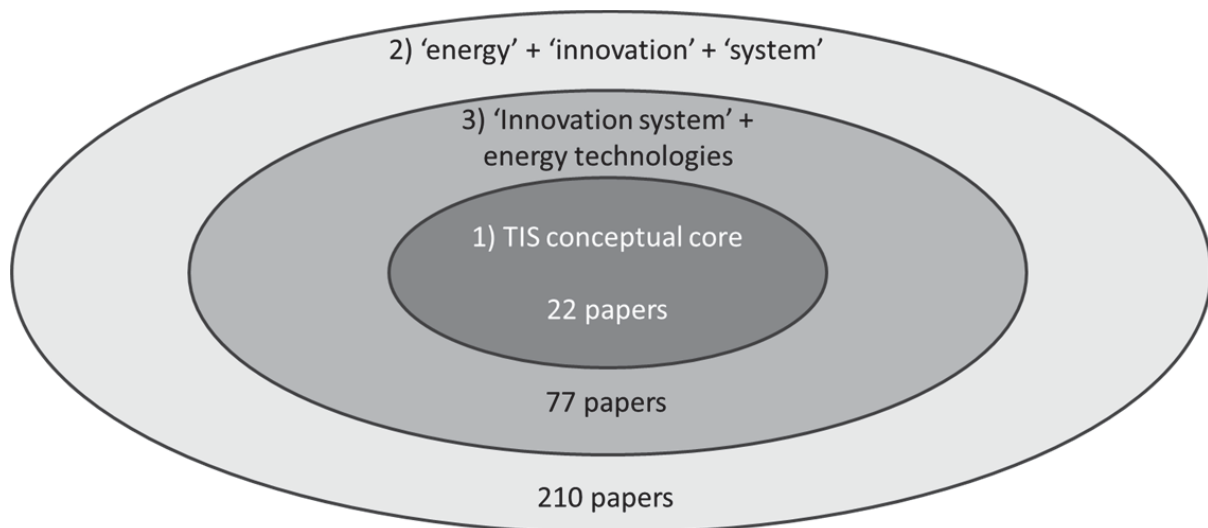 2) ‘energy’ + ‘innovation’ + ‘system’
3) ‘Innovation system’ +
energy technologies
1) TIS conceptual core
22 papers
77 papers
210 papers